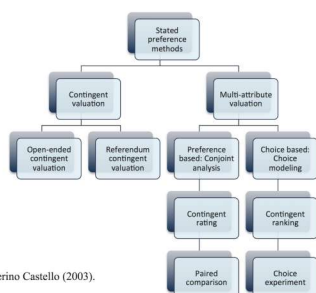 Stated
preference
methods
Contingent
valuation
Multi-attribute
valuation
Open-ended
contingent
valuation
Referendum
contingent
valuation
Preference
based: Conjoint
analysis
Choice based:
Choice
modeling
Contingent
rating
Contingent
ranking
Paired
comparison
Choice
experiment
erino Castello (2003).